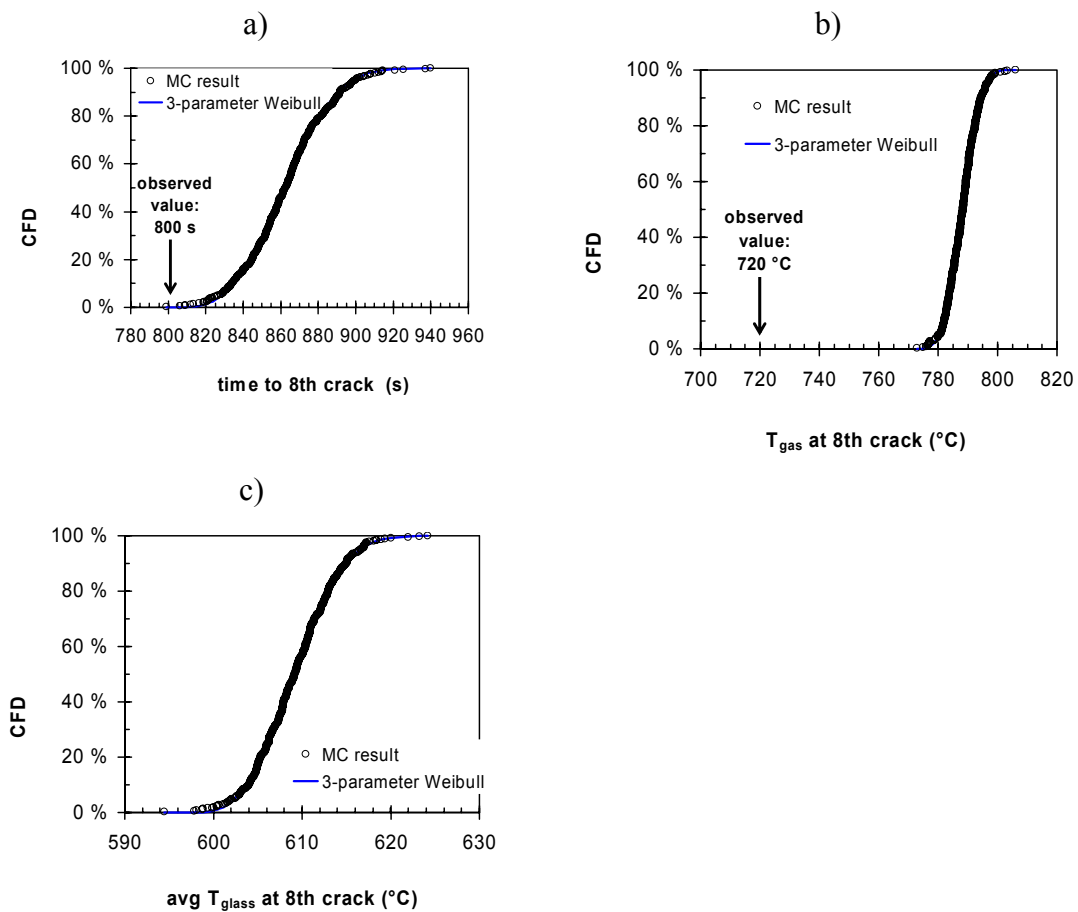 a)
100 %
80 %
60 %
40 %
20 %
0 %
CFD
MC result
3-parameter Weibull
observed
value:
800 s
780 800 820 840 860 880 900 920 940 960
time to 8th crack (s)
b)
100 %
80 %
60 %
40 %
20 %
0 %
CFD
MC result
3-parameter Weibull
observed
value:
720 °C
700 720 740 760 780 800 820
Tgas at 8th crack (°C)
c)
100 %
80 %
60 %
40 %
20 %
0 %
CFD
MC result
3-parameter Weibull
590 600 610 620 630
avg Tglass at 8th crack (°C)